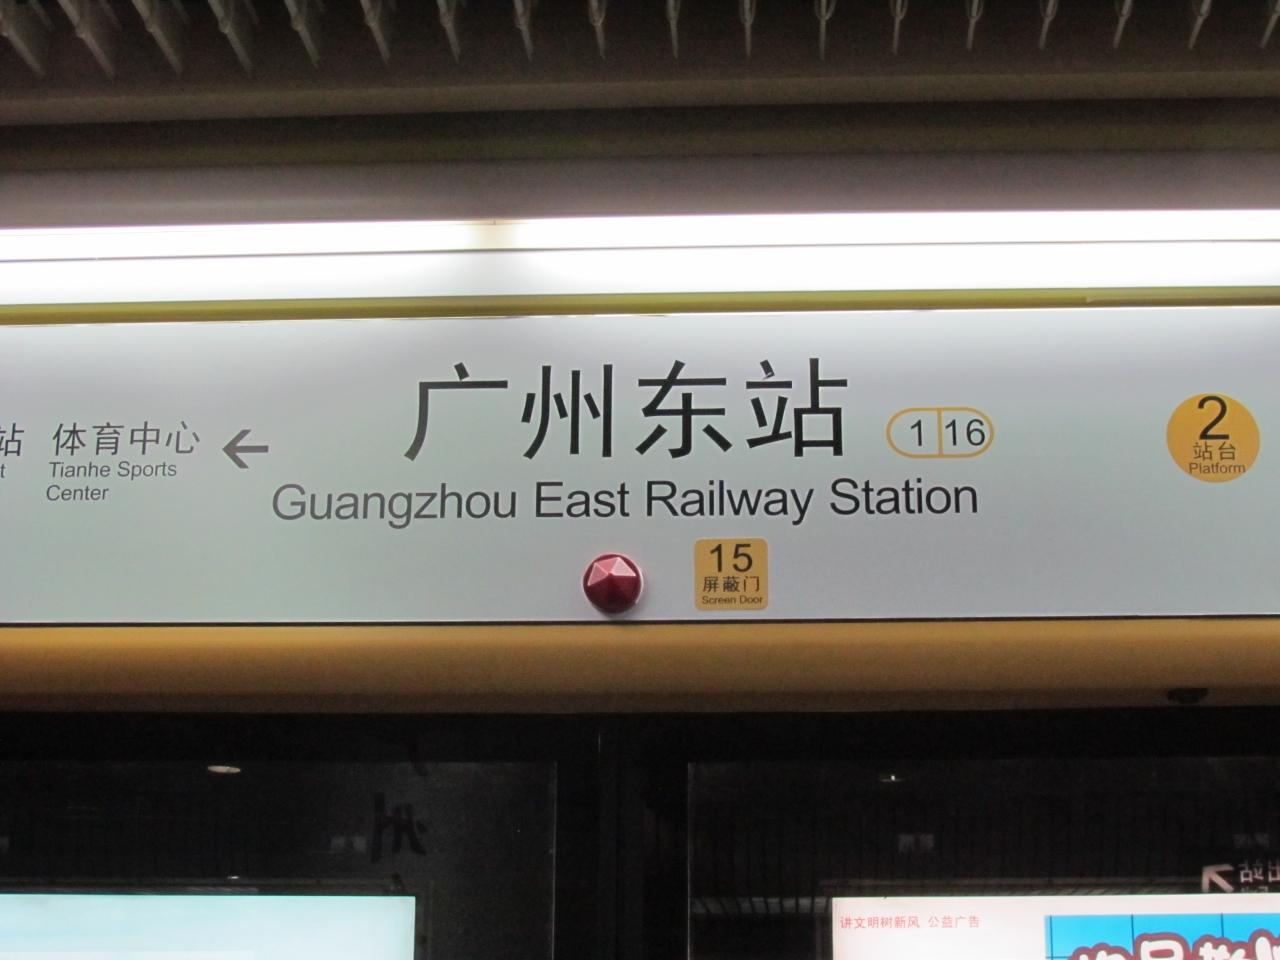 站
t
体育中心
Tianhe Sports
Center
广州东站
1 16
Guangzhou East Railway Station
15
屏蔽门
Screen Door
2
站台
Platform
讲文明树新风 公益广告